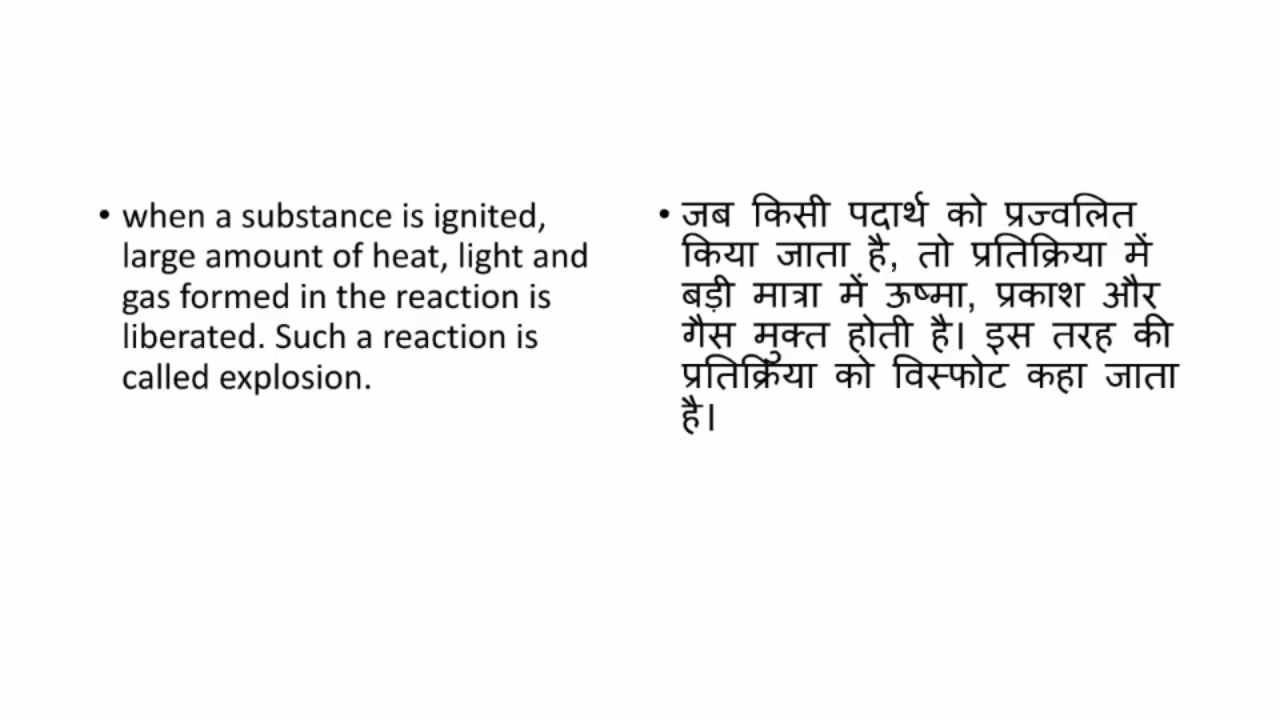 • when a substance is ignited,
large amount of heat, light and
gas formed in the reaction is
liberated. Such a reaction is
called explosion.
• जब किसी पदार्थ को प्रज्वलित
किया जाता है, तो प्रतिक्रिया में
बड़ी मात्रा में ऊष्मा, प्रकाश और
गैस मुक्त होती है। इस तरह की
प्रतिक्रिया को विस्फोट कहा जाता
है।